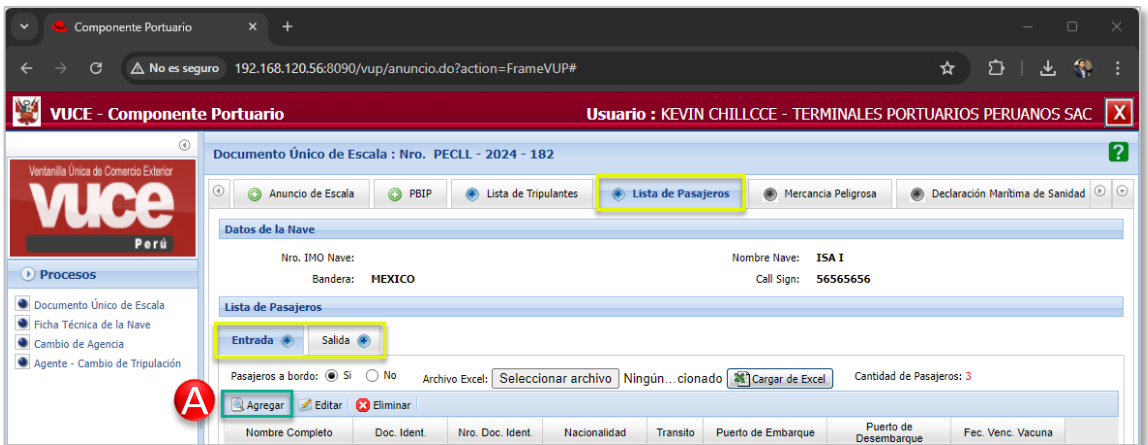 Componente Portuario
No es seguro 192.168.120.56:8090/vup/anuncio.do?action=FrameVUP#
VUCE - Componente Portuario Usuario : KEVIN CHILLCCE - TERMINALES PORTUARIOS PERUANOS SAC X
Documento Único de Escala : Nro. PECLL - 2024 - 182 ?
Ventanilla Única de Comercio Exterior
vuce
Perú
Procesos
Documento Único de Escala
Ficha Técnica de la Nave
Cambio de Agencia
Agente - Cambio de Tripulación
Anuncio de Escala PBIP Lista de Tripulantes Lista de Pasajeros Mercancia Peligrosa Declaración Marítima de Sanidad
Datos de la Nave
Nro. IMO Nave: Nombre Nave: ISA I
Bandera: MEXICO Call Sign: 56565656
Lista de Pasajeros
Entrada Salida
Pasajeros a bordo: Si No Archivo Excel: Seleccionar archivo Ningún...cionado Cargar de Excel Cantidad de Pasajeros: 3
A Agregar Editar Eliminar
Nombre Completo Doc. Ident. Nro. Doc. Ident. Nacionalidad Transito Puerto de Embarque Puerto de Desembarque Fec. Venc. Vacuna